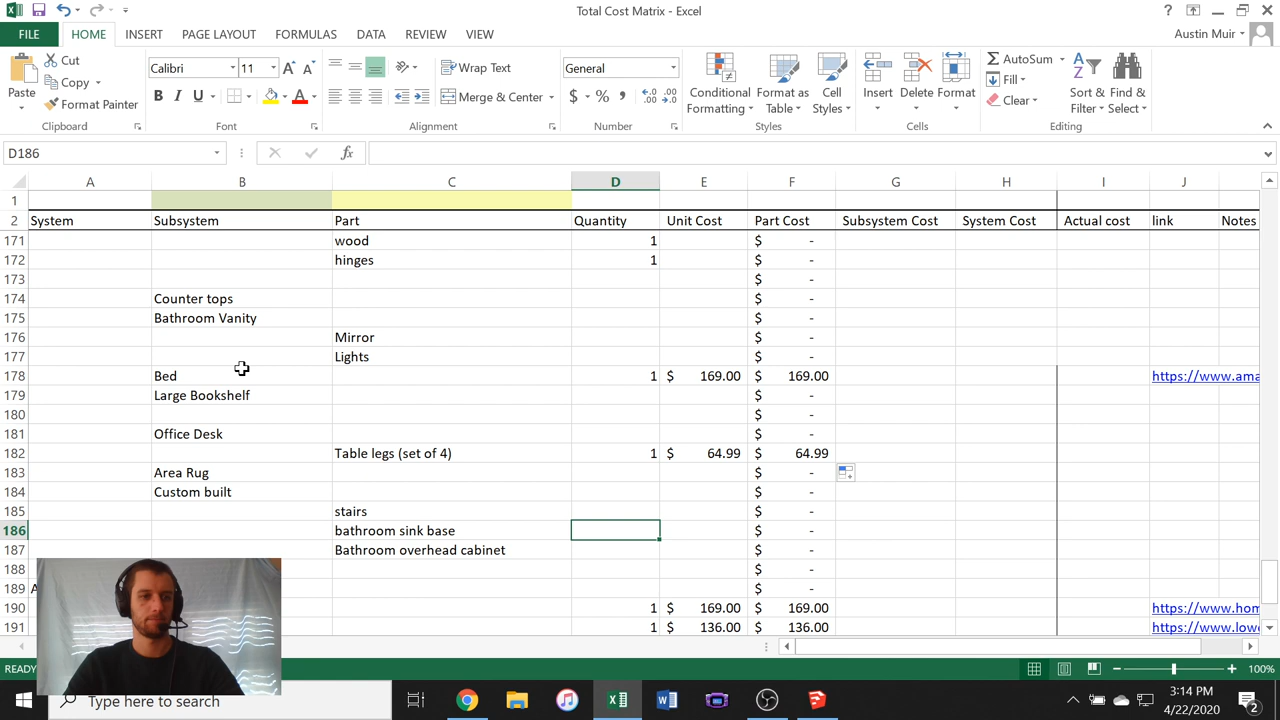 Total Cost Matrix - Excel
?
FILE HOME INSERT PAGE LAYOUT FORMULAS DATA REVIEW VIEW Austin Muir
Paste Cut Copy Format Painter Clipboard
Calibri 11 B I U A Font
Wrap Text Merge & Center Alignment
General $ % , Number
Conditional Formatting Format as Table Cell Styles Styles
Insert Delete Format Cells
AutoSum Fill Clear Sort & Filter Find & Select Editing
D186 fx
A B C D E F G H I J
1
2 System Subsystem Part Quantity Unit Cost Part Cost Subsystem Cost System Cost Actual cost link Notes
171 wood 1 $ -
172 hinges 1 $ -
173 $ -
174 Counter tops $ -
175 Bathroom Vanity $ -
176 Mirror $ -
177 Lights $ -
178 Bed 1 $ 169.00 $ 169.00 https://www.ama
179 Large Bookshelf $ -
180 $ -
181 Office Desk $ -
182 Table legs (set of 4) 1 $ 64.99 $ 64.99
183 Area Rug $ -
184 Custom built $ -
185 stairs $ -
186 bathroom sink base $ -
187 Bathroom overhead cabinet $ -
188 $ -
189 A $ -
190 1 $ 169.00 $ 169.00 https://www.hom
191 1 $ 136.00 $ 136.00 https://www.lowe
READY 100%
Type here to search
3:14 PM
4/22/2020
2